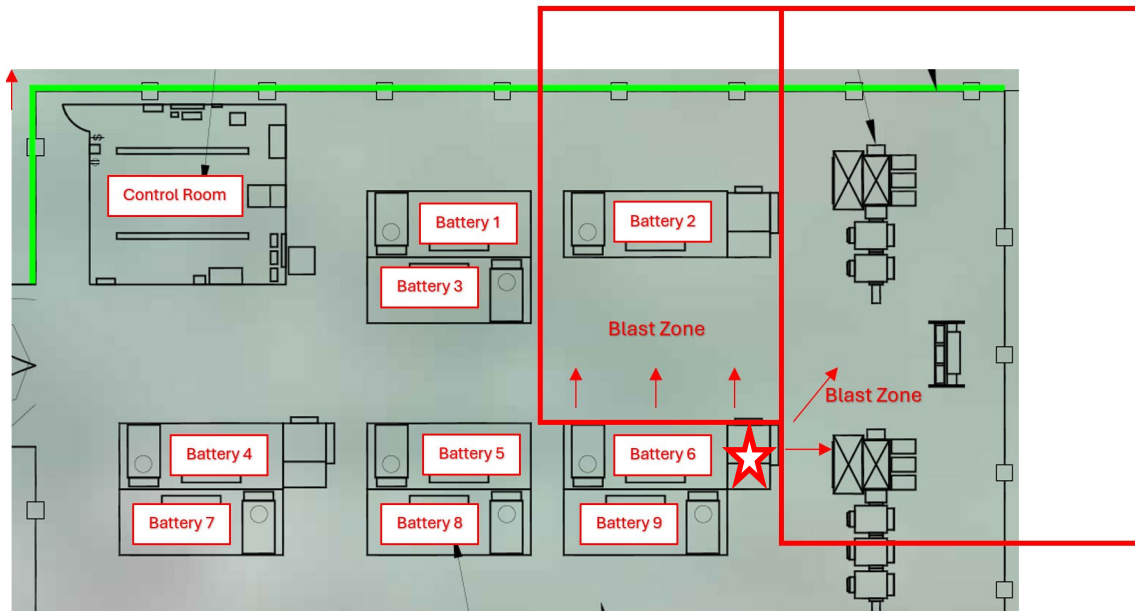 Control Room
Battery 1
Battery 2
Battery 3
Blast Zone
Blast Zone
Battery 4
Battery 5
Battery 6
Battery 7
Battery 8
Battery 9